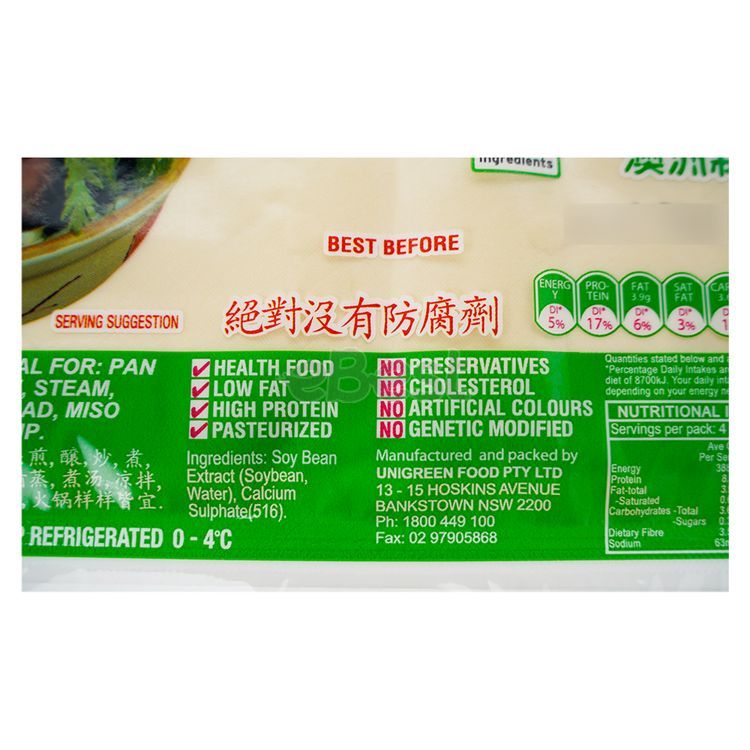 Ingredients
澳洲
BEST BEFORE
SERVING SUGGESTION
絕對沒有防腐劑
ENERGY
DI*
5%
PRO-
TEIN
DI*
17%
FAT
3.9g
DI*
6%
SAT
FAT
DI*
3%
AL FOR: PAN
, STEAM,
AD, MISO
P.
煎, 釀, 炒, 煮,
蒸, 煮汤, 凉拌,
火锅样样皆宜.
REFRIGERATED 0 - 4°C
HEALTH FOOD
LOW FAT
HIGH PROTEIN
PASTEURIZED
Ingredients: Soy Bean
Extract (Soybean,
Water), Calcium
Sulphate(516).
NO PRESERVATIVES
NO CHOLESTEROL
NO ARTIFICIAL COLOURS
NO GENETIC MODIFIED
Manufactured and packed by
UNIGREEN FOOD PTY LTD
13 - 15 HOSKINS AVENUE
BANKSTOWN NSW 2200
Ph: 1800 449 100
Fax: 02 97905868
Quantities stated below and
*Percentage Daily Intakes
diet of 8700kJ. Your daily
depending on your energy
NUTRITIONAL
Servings per pack: 4
Ave
Per
Energy
Protein
Fat-total
-Saturated
Carbohydrates -Total
-Sugars
Dietary Fibre
Sodium